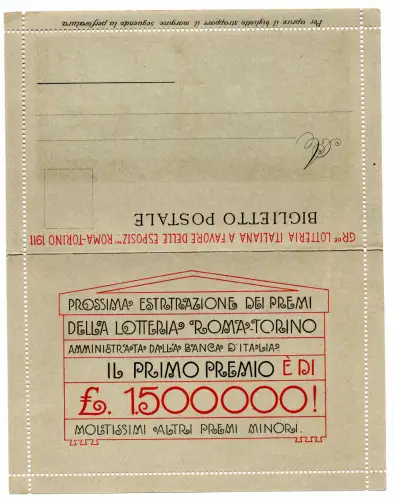 Per aprire il biglietto strappare il margine seguendo la perforatura
A
BIGLIETTO POSTALE
GR^DE LOTTERIA ITALIANA A FAVORE DELLE ESPOSIZ^NI ROMA-TORINO 1911
PROSSIMA ESTRTRAZIONE DEI PREMI
DELLA LOTTERIA ROMA-TORINO
AMMINISTRATA DALLA BANCA D'ITALIA
IL PRIMO PREMIO È DI
£. 1.500000!
MOLTISSIMI ALTRI PREMI MINORI.